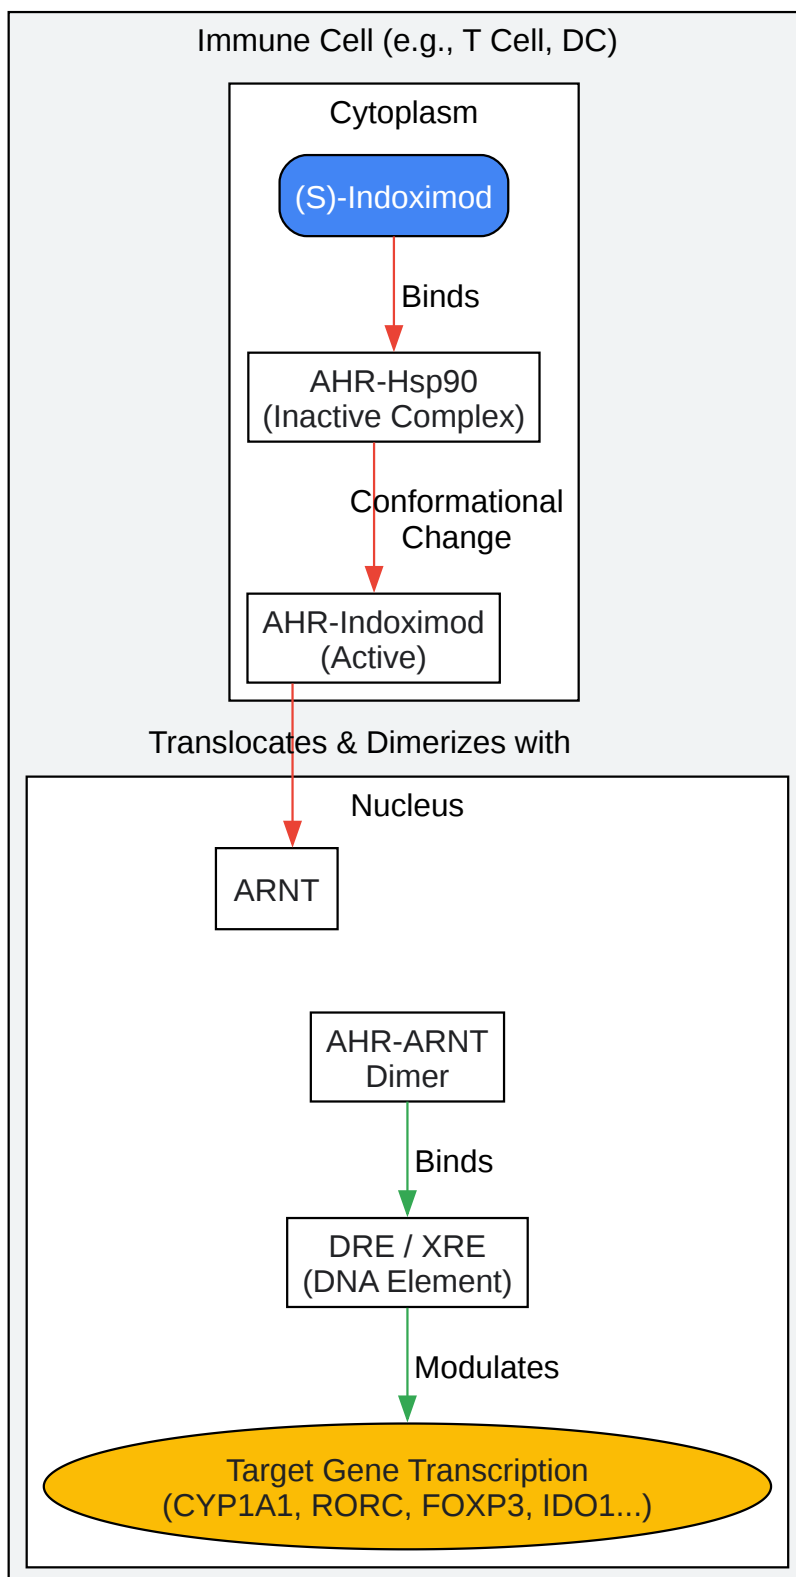 Immune Cell (e.g., T Cell, DC)
Cytoplasm
(S)-Indoximod
Binds
AHR-Hsp90
(Inactive Complex)
Conformational
Change
AHR-Indoximod
(Active)
Translocates & Dimerizes with
Nucleus
ARNT
AHR-ARNT
Dimer
Binds
DRE / XRE
(DNA Element)
Modulates
Target Gene Transcription
(CYP1A1, RORC, FOXP3, IDO1...)